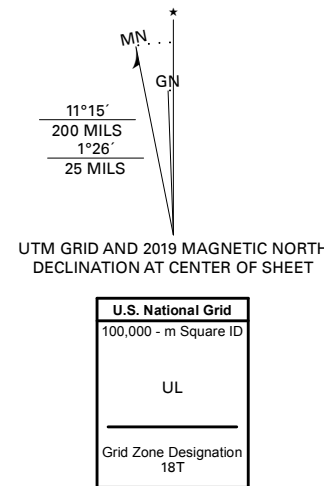 ★
MN
GN
11°15´
200 MILS
1°26´
25 MILS
UTM GRID AND 2019 MAGNETIC NORTH
DECLINATION AT CENTER OF SHEET
U.S. National Grid
100,000 - m Square ID
UL
Grid Zone Designation
18T